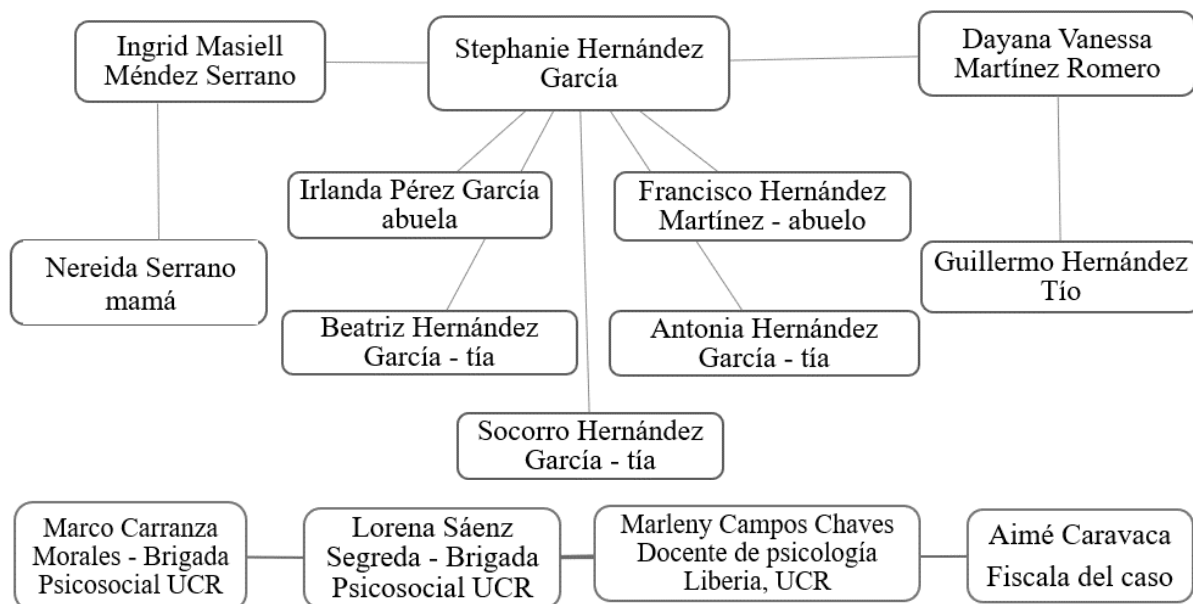 Ingrid Masiell
Méndez Serrano
Stephanie Hernández
García
Dayana Vanessa
Martínez Romero
Irlanda Pérez García
abuela
Francisco Hernández
Martínez - abuelo
Nereida Serrano
mamá
Guillermo Hernández
Tío
Beatriz Hernández
García - tía
Antonia Hernández
García - tía
Socorro Hernández
García - tía
Marco Carranza
Morales - Brigada
Psicosocial UCR
Lorena Sáenz
Segreda - Brigada
Psicosocial UCR
Marleny Campos Chaves
Docente de psicología
Liberia, UCR
Aimé Caravaca
Fiscala del caso